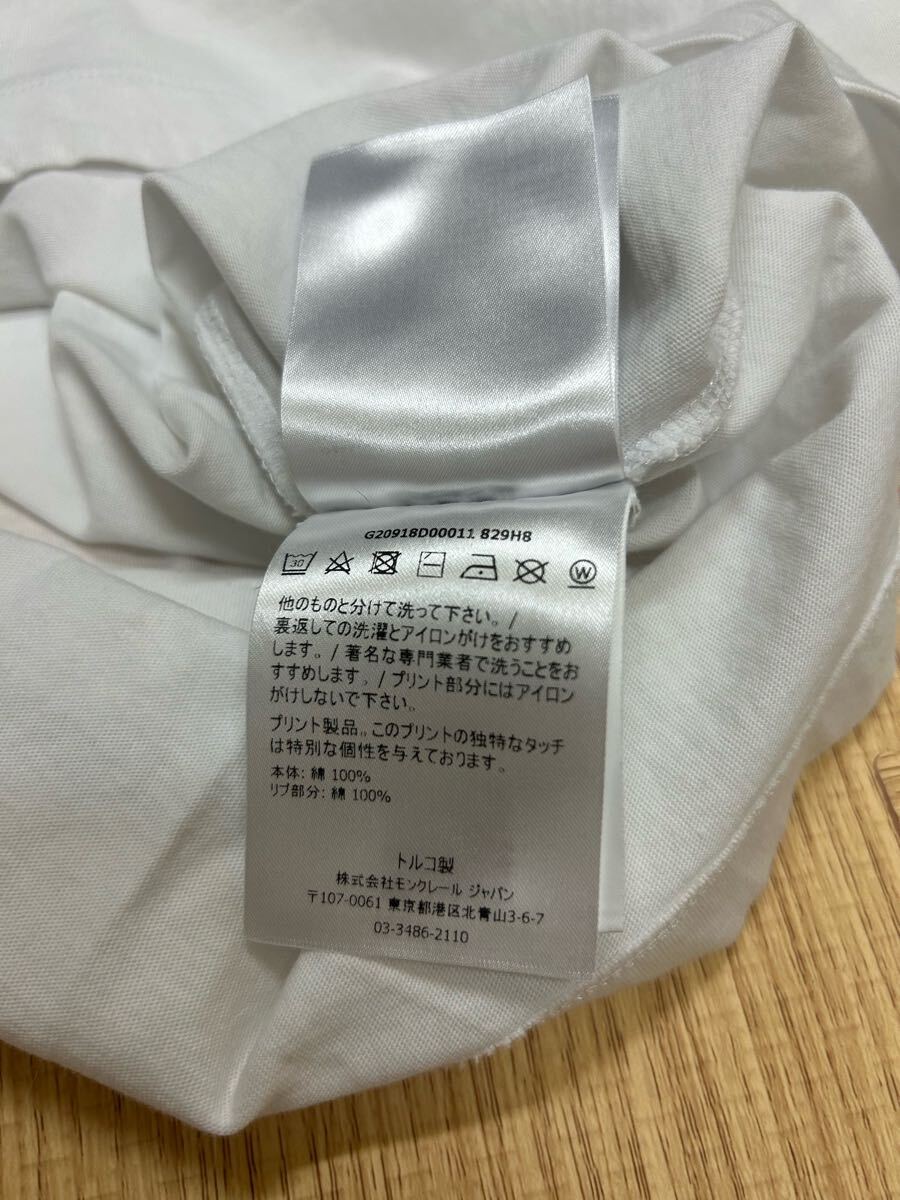 G20918D00011 829H8
30
W
他のものと分けて洗って下さい。/
裏返しての洗濯とアイロンがけをおすすめ
します。/ 著名な専門業者で洗うことをお
すすめします。/ プリント部分にはアイロン
がけしないで下さい。
プリント製品。このプリントの独特なタッチ
は特別な個性を与えております。
本体: 綿 100%
リブ部分: 綿 100%
トルコ製
株式会社モンクレール ジャパン
〒107-0061 東京都港区北青山3-6-7
03-3486-2110